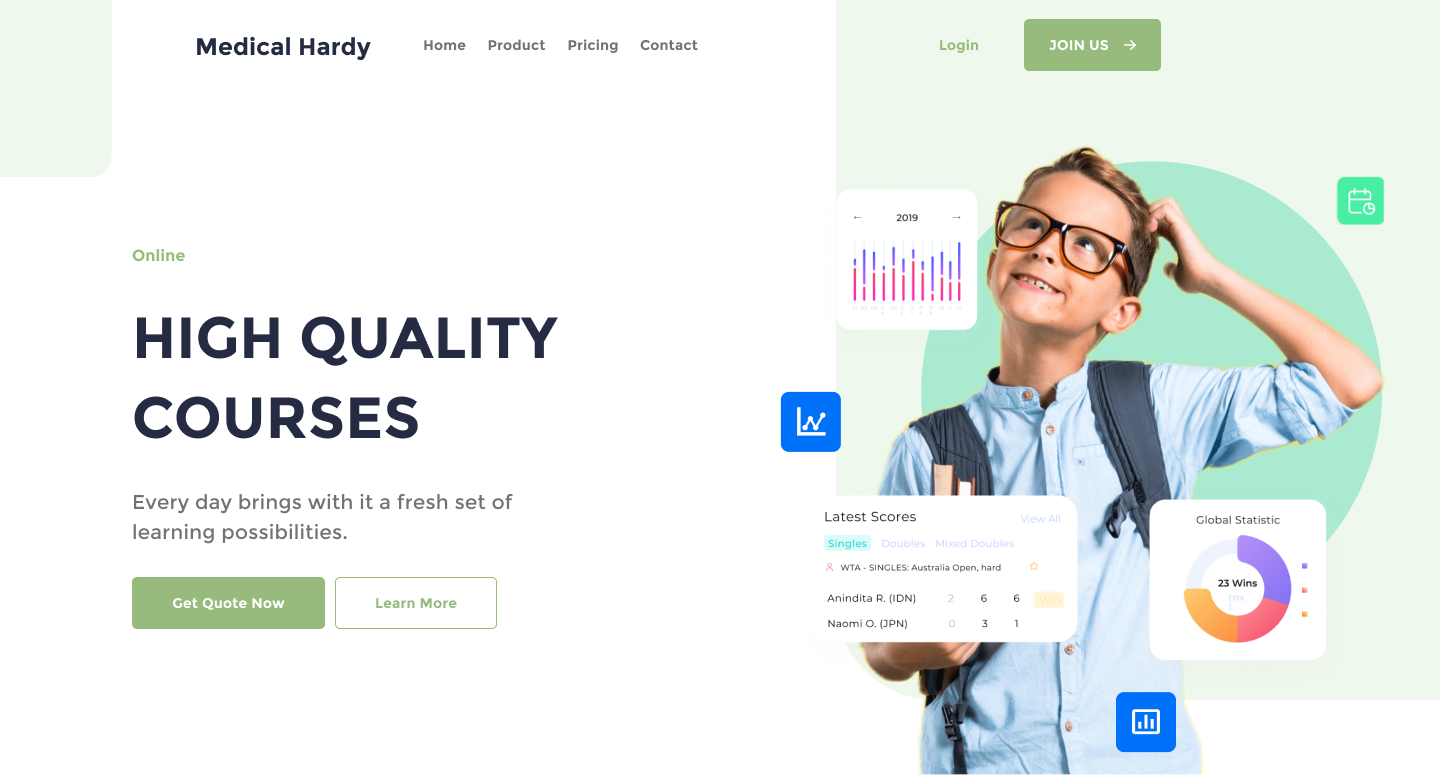 Medical Hardy
Home Product Pricing Contact
Login
JOIN US
Online
HIGH QUALITY
COURSES
Every day brings with it a fresh set of
learning possibilities.
Get Quote Now
Learn More
2019
Latest Scores
View All
Singles Doubles Mixed Doubles
WTA - SINGLES: Australia Open, hard
Anindita R. (IDN) 2 6 6 WIN
Naomi O. (JPN) 0 3 1
Global Statistic
23 Wins